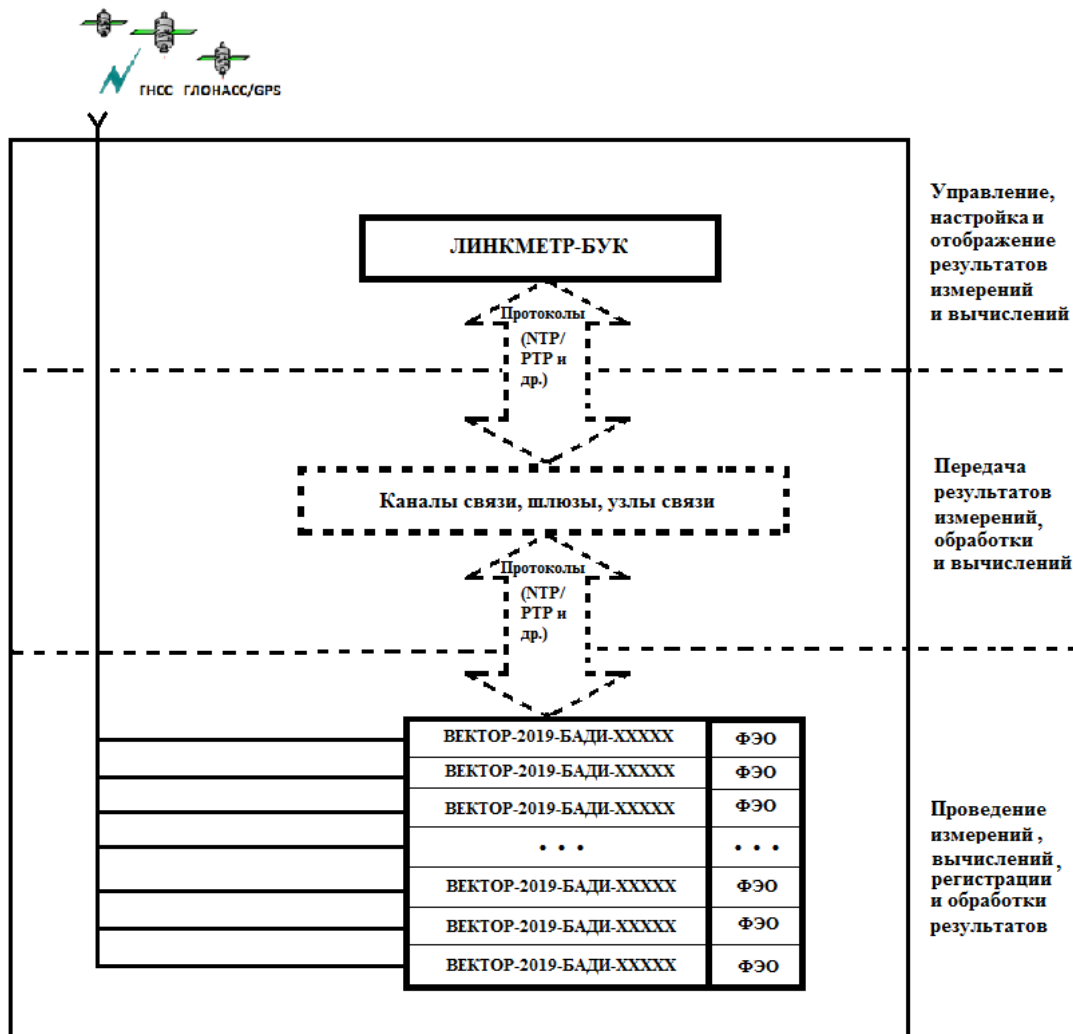 ГНСС ГЛОНАСС/GPS
Управление,
настройка и
отображение
результатов
измерений
и вычислений
ЛИНКМЕТР-БУК
Протоколы
(NTP/
PTP и
др.)
Каналы связи, шлюзы, узлы связи
Передача
результатов
измерений,
обработки
и вычислений
Протоколы
(NTP/
PTP и
др.)
ВЕКТОР-2019-БАДИ-XXXXX ФЭО
ВЕКТОР-2019-БАДИ-XXXXX ФЭО
ВЕКТОР-2019-БАДИ-XXXXX ФЭО
• • • • • •
ВЕКТОР-2019-БАДИ-XXXXX ФЭО
ВЕКТОР-2019-БАДИ-XXXXX ФЭО
ВЕКТОР-2019-БАДИ-XXXXX ФЭО
Проведение
измерений ,
вычислений ,
регистрации
и обработки
результатов